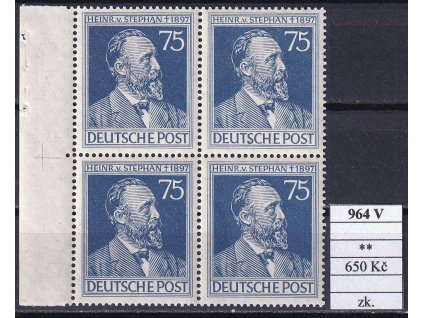 HEINR. v. STEPHAN † 1897
75
DEUTSCHE POST
HEINR. v. STEPHAN † 1897
75
DEUTSCHE POST
HEINR. v. STEPHAN † 1897
75
DEUTSCHE POST
HEINR. v. STEPHAN † 1897
75
DEUTSCHE POST
964 V
**
650 Kč
zk.